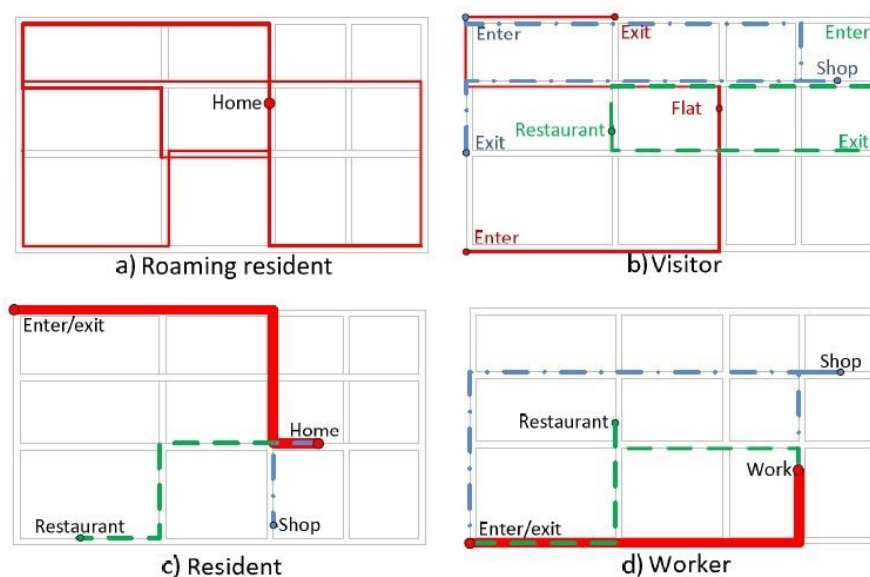 Home
a) Roaming resident
Enter
Exit
Enter
Shop
Flat
Restaurant
Exit
Exit
Enter
b) Visitor
Enter/exit
Home
Restaurant
Shop
c) Resident
Shop
Restaurant
Work
Enter/exit
d) Worker